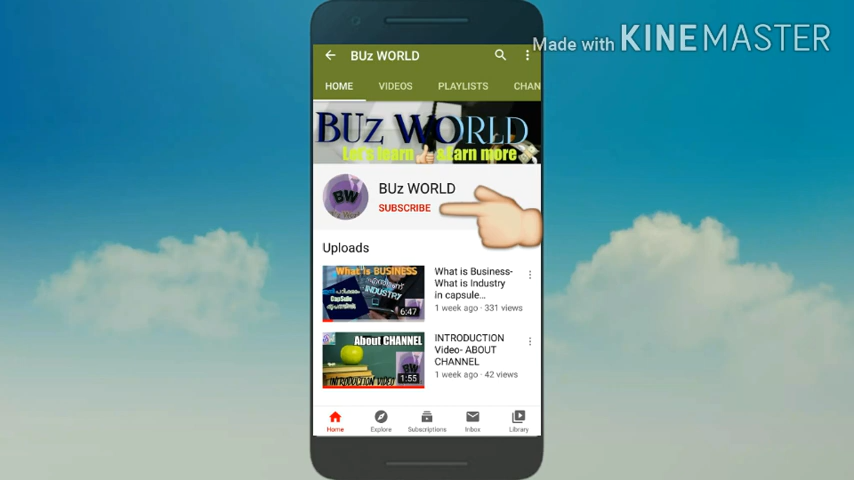 Made with KINEMASTER
BUz WORLD
HOME VIDEOS PLAYLISTS CHAN
BUz WORLD
Let's learn & Earn more
BW
BUz WORLD
SUBSCRIBE
Uploads
What is BUSINESS
INDUSTRY
CapSule
6:47
What is Business-
What is Industry
in capsule...
1 week ago · 331 views
About CHANNEL
INTRODUCTION VIDEO
1:55
INTRODUCTION
Video- ABOUT
CHANNEL
1 week ago · 42 views
Home Explore Subscriptions Inbox Library